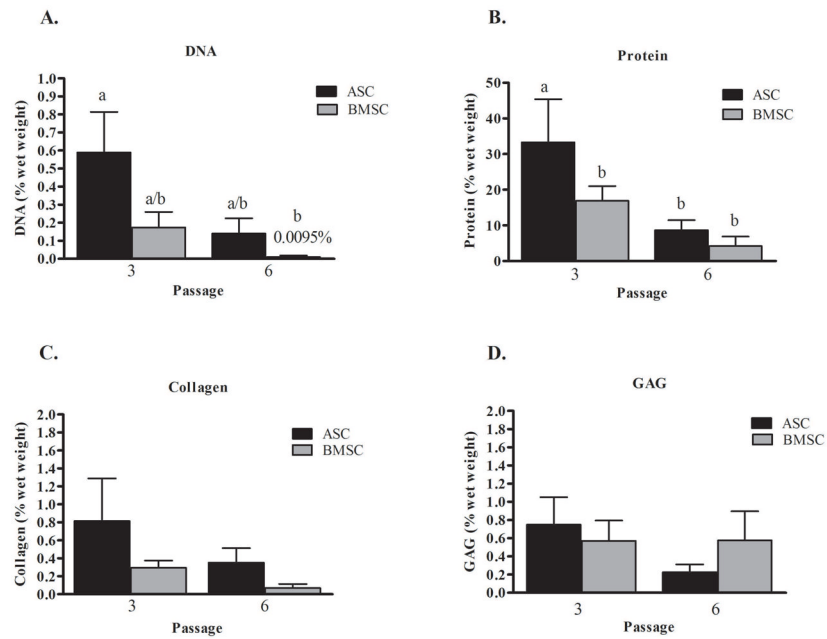 A.
DNA
DNA (% wet weight)
1.0
0.9
0.8
0.7
0.6
0.5
0.4
0.3
0.2
0.1
0.0
a
a/b
a/b
b
0.0095%
ASC
BMSC
3
6
Passage
B.
Protein
Protein (% wet weight)
50
40
30
20
10
0
a
b
b
b
ASC
BMSC
3
6
Passage
C.
Collagen
Collagen (% wet weight)
2.0
1.8
1.6
1.4
1.2
1.0
0.8
0.6
0.4
0.2
0.0
ASC
BMSC
3
6
Passage
D.
GAG
GAG (% wet weight)
2.0
1.8
1.6
1.4
1.2
1.0
0.8
0.6
0.4
0.2
0.0
ASC
BMSC
3
6
Passage